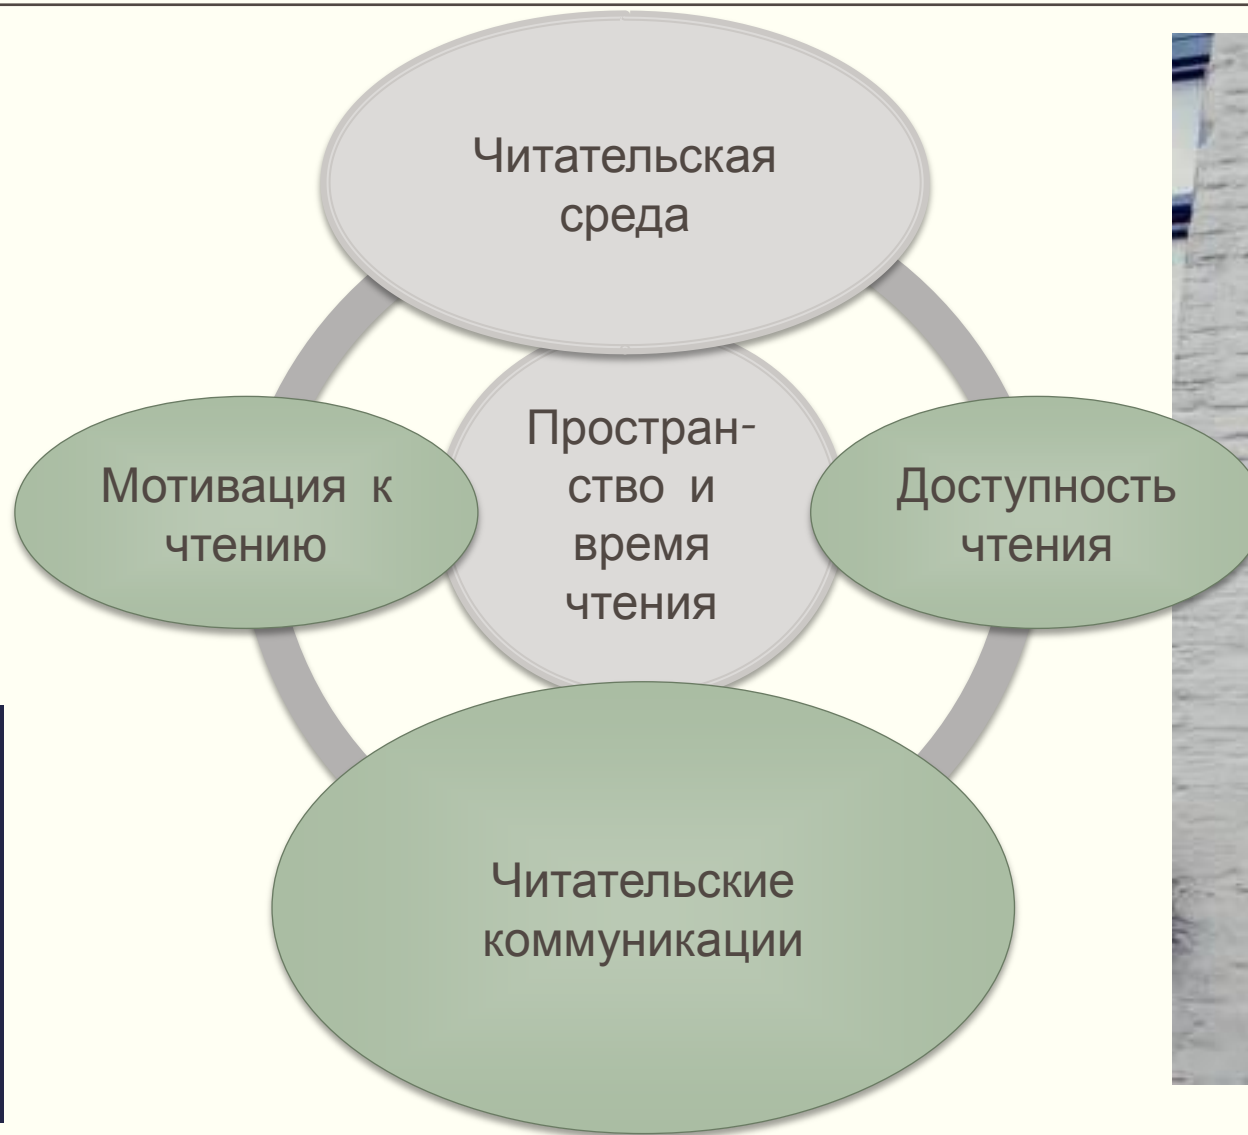 Читательская
среда
Простран-
ство и
время
чтения
Мотивация к
чтению
Доступность
чтения
Читательские
коммуникации